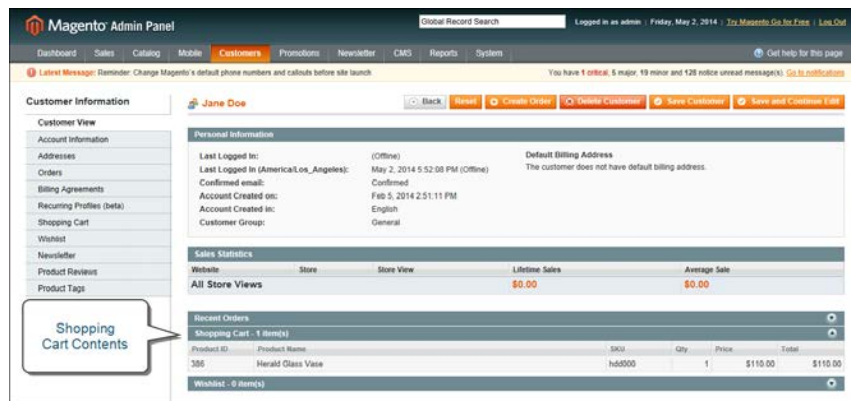 Magento Admin Panel
Global Record Search
Logged in as admin | Friday, May 2, 2014 | Try Magento Go for Free | Log Out
Dashboard Sales Catalog Mobile Customers Promotions Newsletter CMS Reports System
Get help for this page
Latest Message: Reminder: Change Magento's default phone numbers and callouts before site launch
You have 1 critical, 5 major, 19 minor and 128 notice unread message(s). Go to notifications
Customer Information
Customer View
Account Information
Addresses
Orders
Billing Agreements
Recurring Profiles (beta)
Shopping Cart
Wishlist
Newsletter
Product Reviews
Product Tags
Shopping
Cart Contents
Jane Doe
Back Reset Create Order Delete Customer Save Customer Save and Continue Edit
Personal Information
Last Logged In: (Offline)
Last Logged In (America/Los_Angeles): May 2, 2014 5:52:08 PM (Offline)
Confirmed email: Confirmed
Account Created on: Feb 5, 2014 2:51:11 PM
Account Created in: English
Customer Group: General
Default Billing Address
The customer does not have default billing address.
Sales Statistics
Website Store Store View Lifetime Sales Average Sale
All Store Views $0.00 $0.00
Recent Orders
Shopping Cart - 1 item(s)
Product ID Product Name SKU Qty Price Total
386 Herald Glass Vase hdd000 1 $110.00 $110.00
Wishlist - 0 item(s)